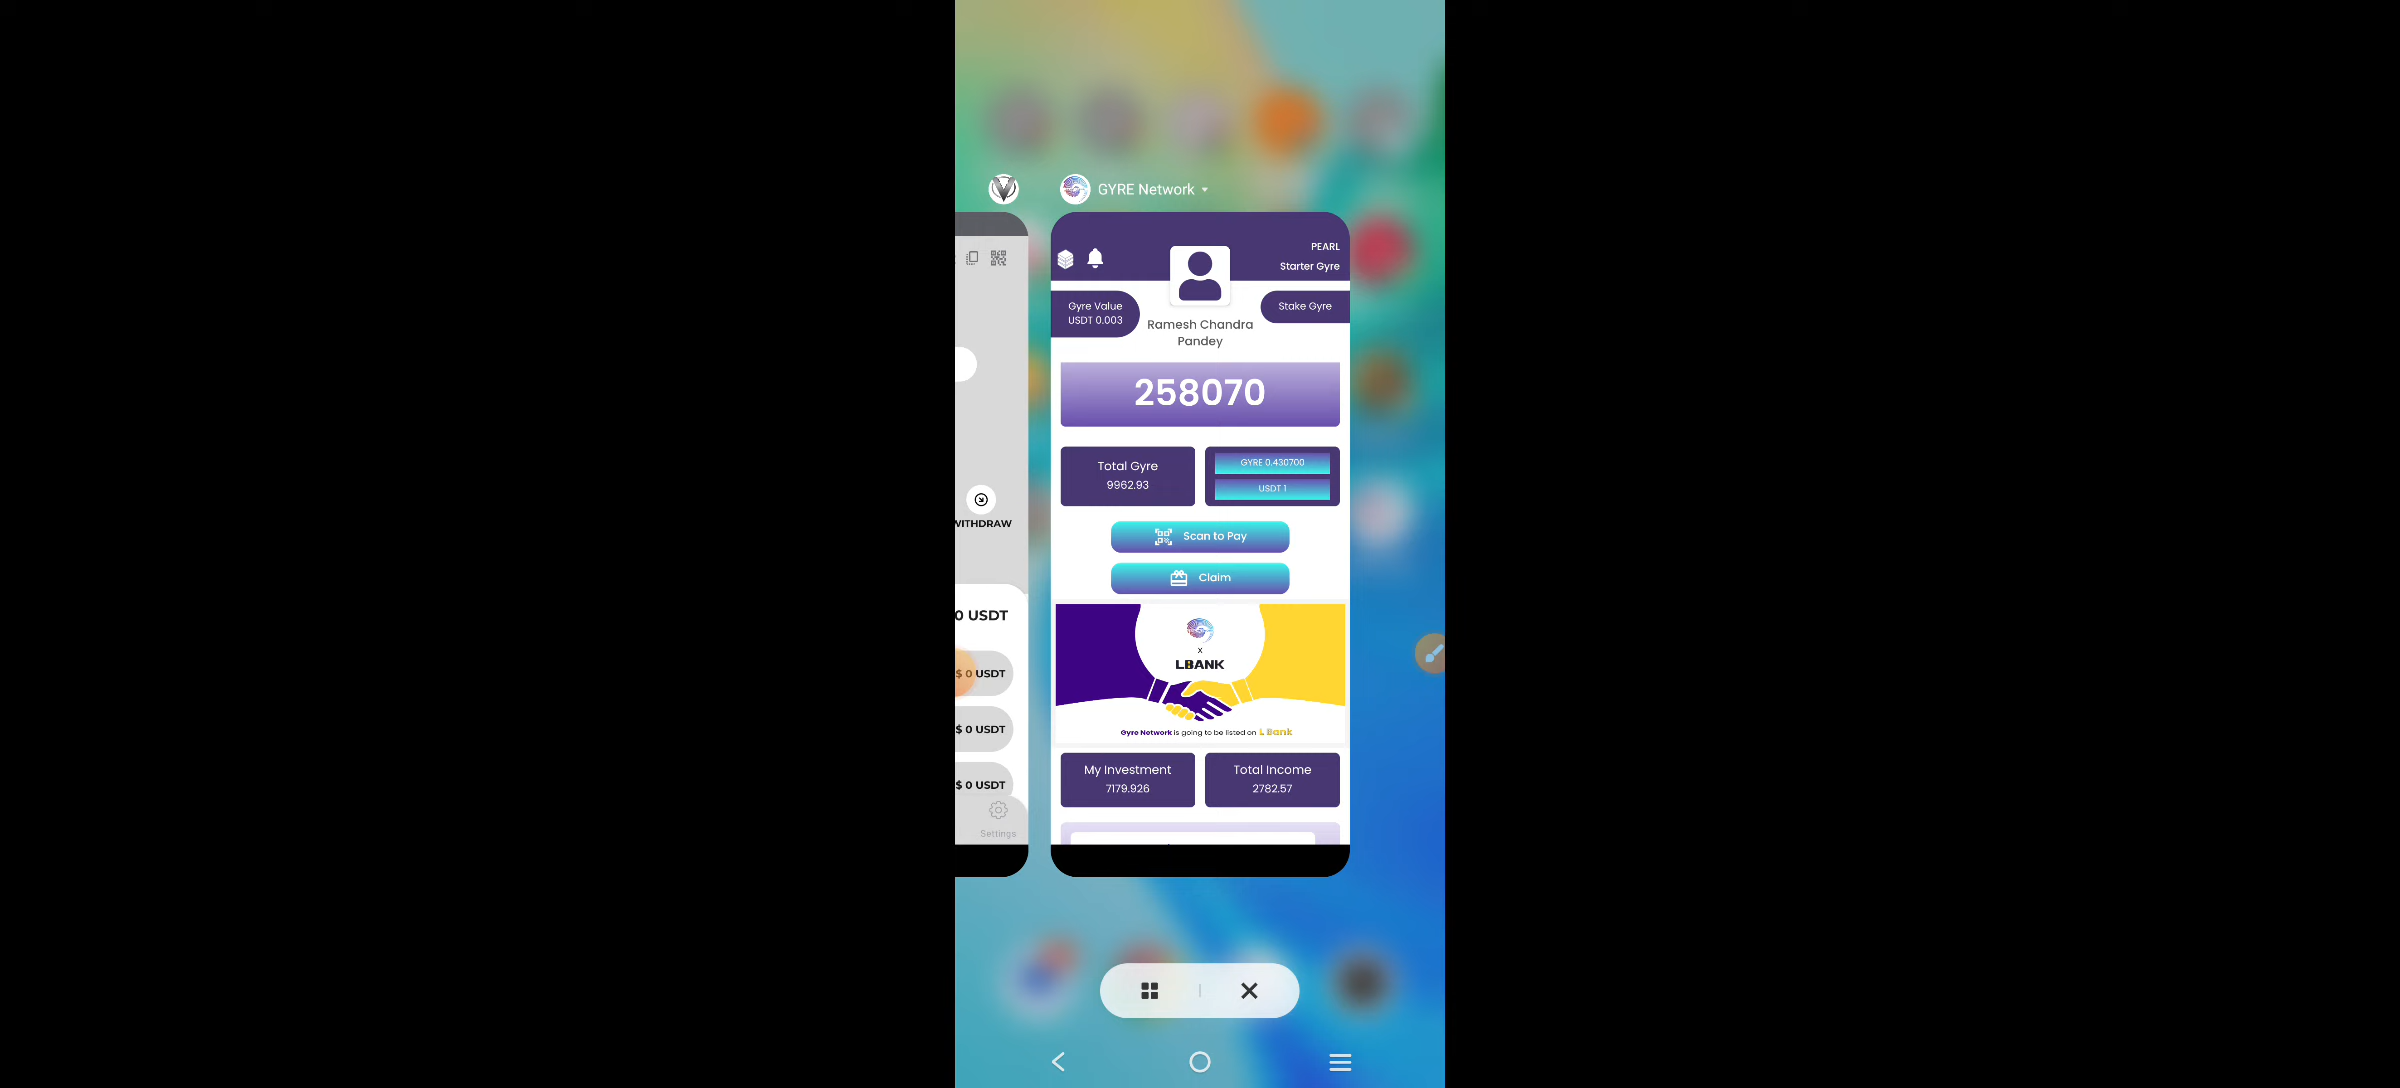 GYRE Network
PEARL
Starter Gyre
Gyre Value
USDT 0.003
Stake Gyre
Ramesh Chandra
Pandey
258070
Total Gyre
9962.93
GYRE 0.430700
USDT 1
Scan to Pay
Claim
x
LBANK
Gyre Network is going to be listed on L Bank
My Investment
7179.926
Total Income
2782.57
WITHDRAW
0 USDT
$ 0 USDT
$ 0 USDT
$ 0 USDT
Settings